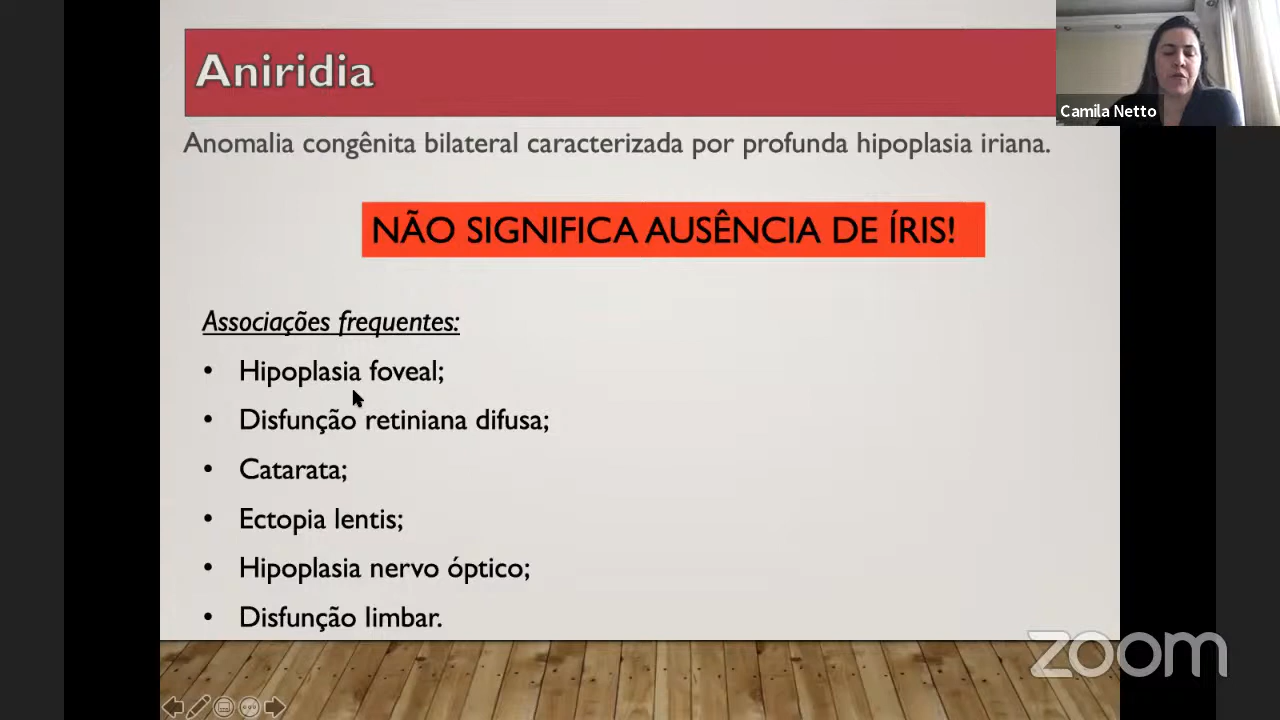 Aniridia
Camila Netto
Anomalia congênita bilateral caracterizada por profunda hipoplasia iriana.
NÃO SIGNIFICA AUSÊNCIA DE ÍRIS!
Associações frequentes:
• Hipoplasia foveal;
• Disfunção retiniana difusa;
• Catarata;
• Ectopia lentis;
• Hipoplasia nervo óptico;
• Disfunção limbar.
zoom